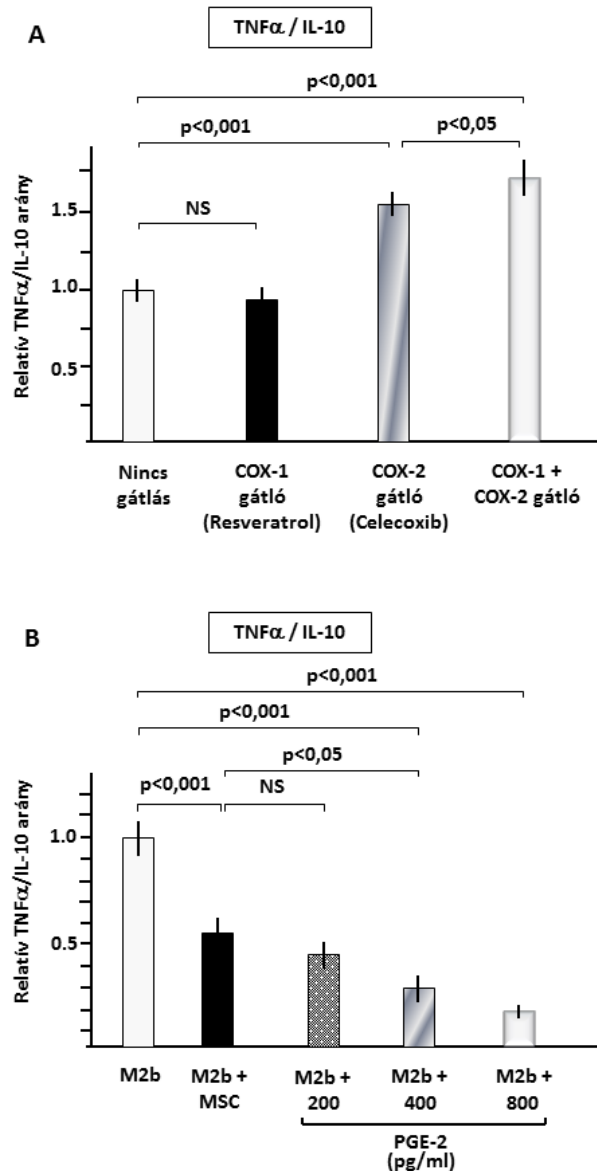 A
TNFα / IL-10
p<0,001
p<0,001
p<0,05
NS
Relatív TNFα/IL-10 arány
1.5
1.0
0.5
Nincs
gátlás
COX-1
gátló
(Resveratrol)
COX-2
gátló
(Celecoxib)
COX-1 +
COX-2 gátló
B
TNFα / IL-10
p<0,001
p<0,001
p<0,05
p<0,001
NS
Relatív TNFα/IL-10 arány
1.0
0.5
M2b
M2b +
MSC
M2b +
200
M2b +
400
M2b +
800
PGE-2
(pg/ml)